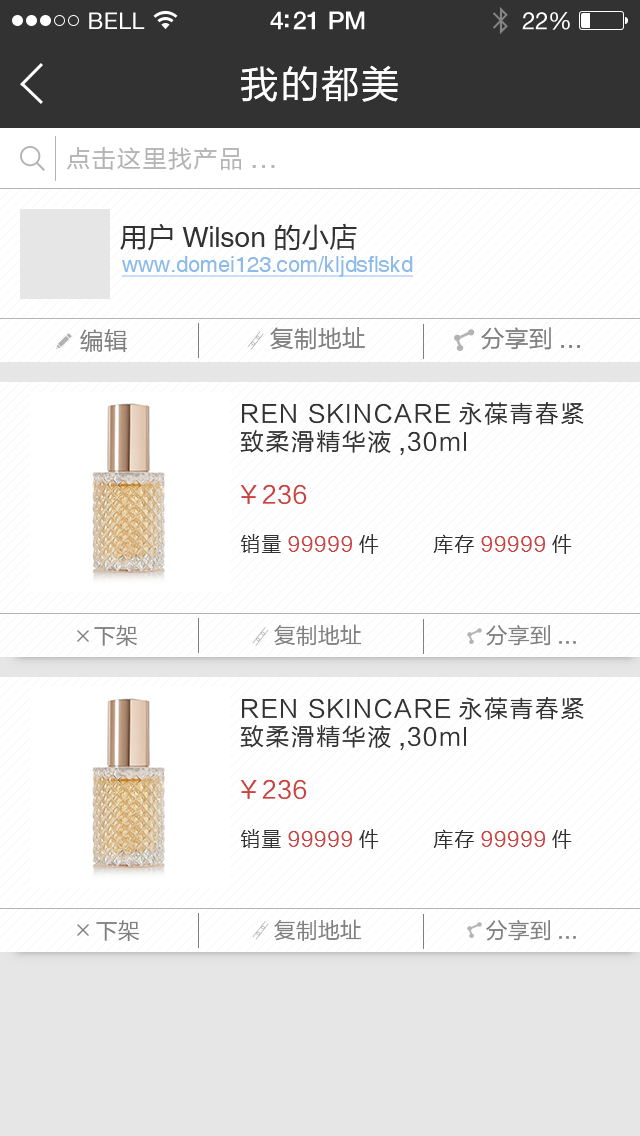 BELL 4:21 PM 22%
我的都美
点击这里找产品 ...
用户 Wilson 的小店
www.domei123.com/kljdsflskd
编辑 复制地址 分享到 ...
REN SKINCARE 永葆青春紧
致柔滑精华液 ,30ml
￥236
销量 99999 件 库存 99999 件
×下架 复制地址 分享到 ...
REN SKINCARE 永葆青春紧
致柔滑精华液 ,30ml
￥236
销量 99999 件 库存 99999 件
× 下架 复制地址 分享到 ...